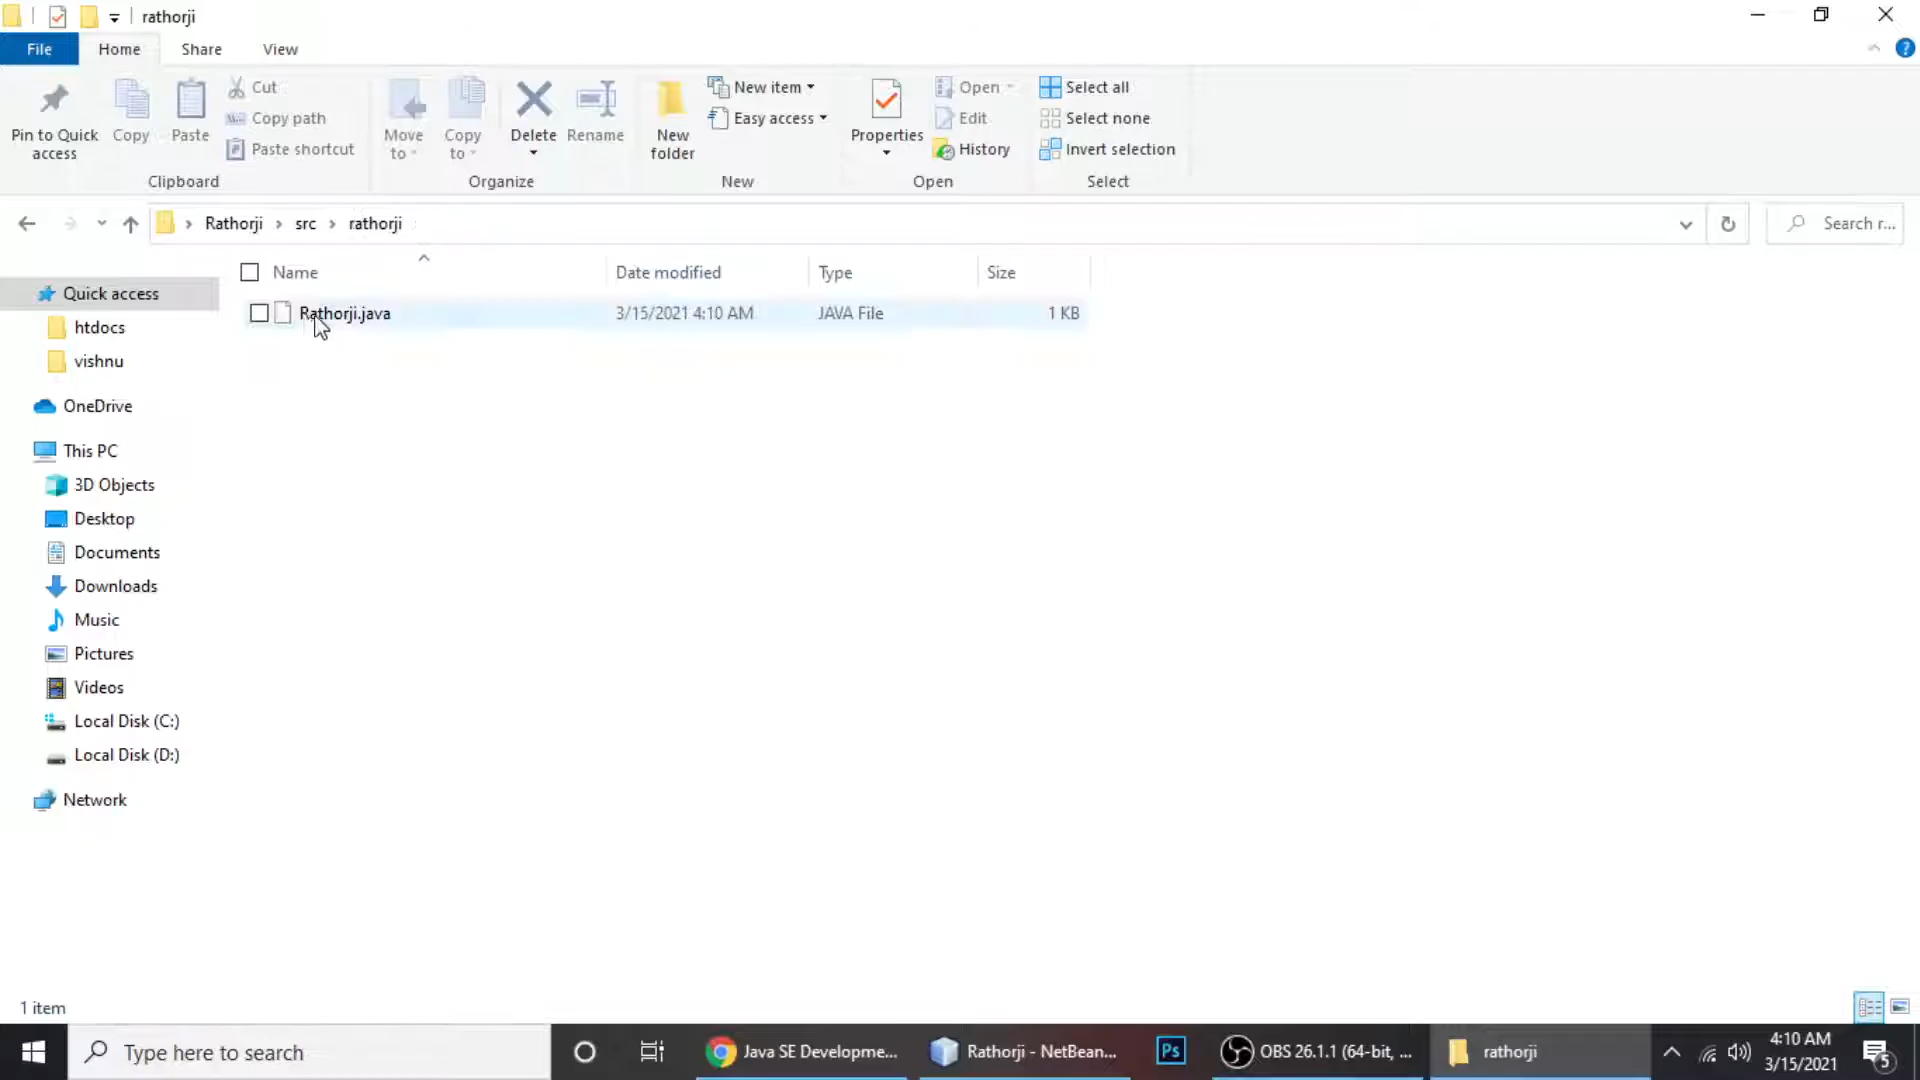 rathorji
File Home Share View
Pin to Quick access
Copy
Paste
Cut
Copy path
Paste shortcut
Clipboard
Move to
Copy to
Delete
Rename
Organize
New folder
New item
Easy access
New
Properties
Open
Edit
History
Open
Select all
Select none
Invert selection
Select
Rathorji › src › rathorji
Search r...
Name Date modified Type Size
Rathorji.java 3/15/2021 4:10 AM JAVA File 1 KB
Quick access
htdocs
vishnu
OneDrive
This PC
3D Objects
Desktop
Documents
Downloads
Music
Pictures
Videos
Local Disk (C:)
Local Disk (D:)
Network
1 item
Type here to search
Ps
Java SE Developme...
Rathorji - NetBean...
OBS 26.1.1 (64-bit, ...
rathorji
4:10 AM
3/15/2021
5